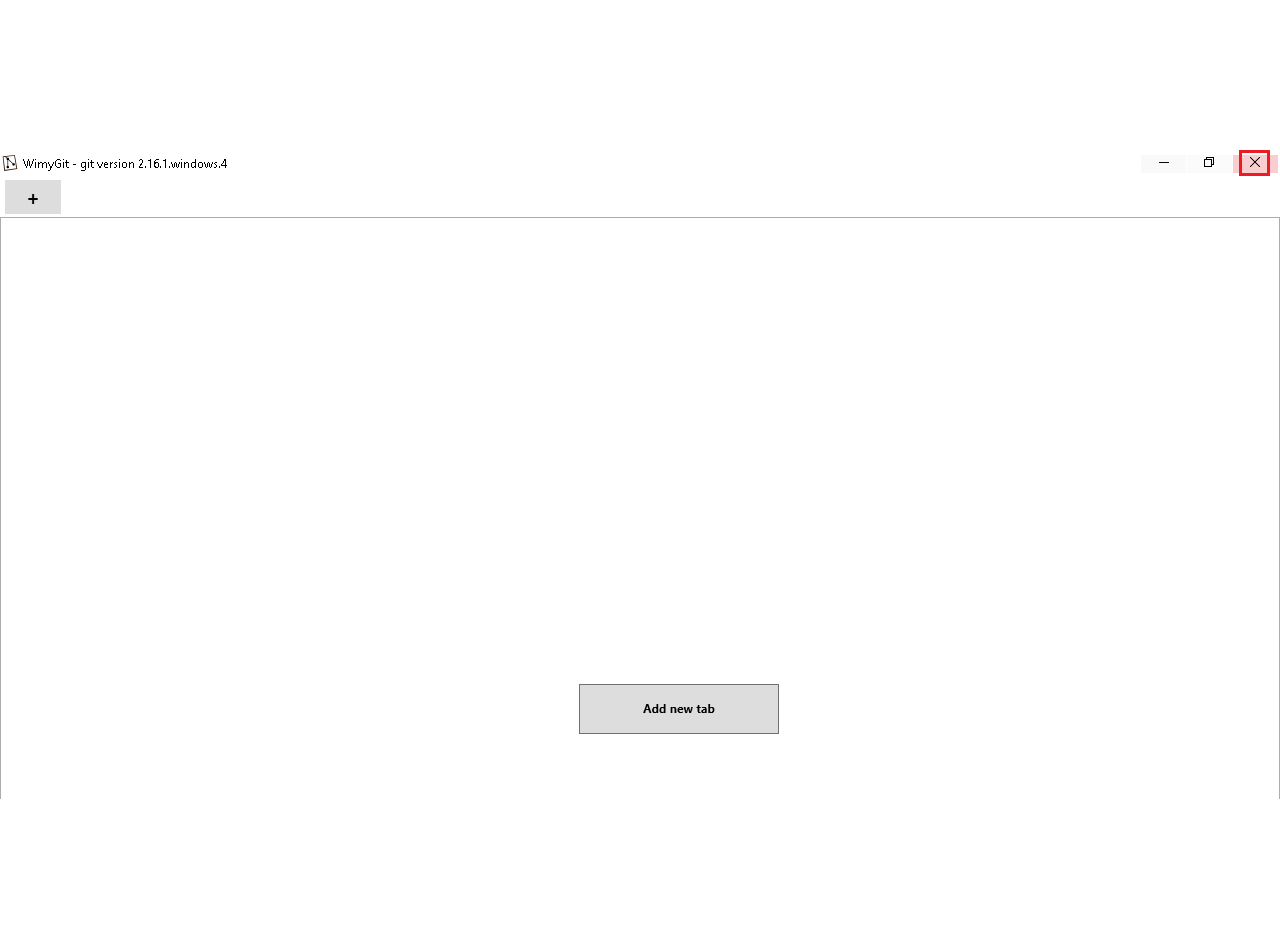 WimyGit - git version 2.16.1.windows.4
+
Add new tab